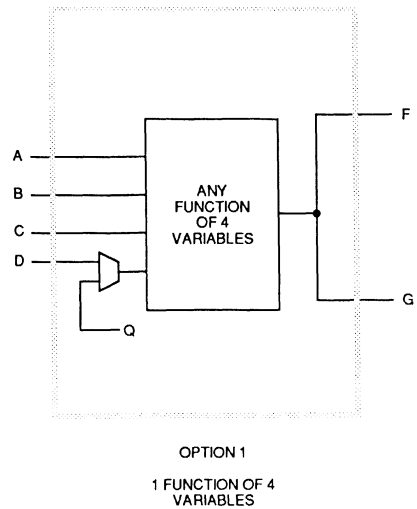 F
A
ANY
B
FUNCTION
OF 4
C
VARIABLES
D
G
Q
OPTION 1
1 FUNCTION OF 4
VARIABLES